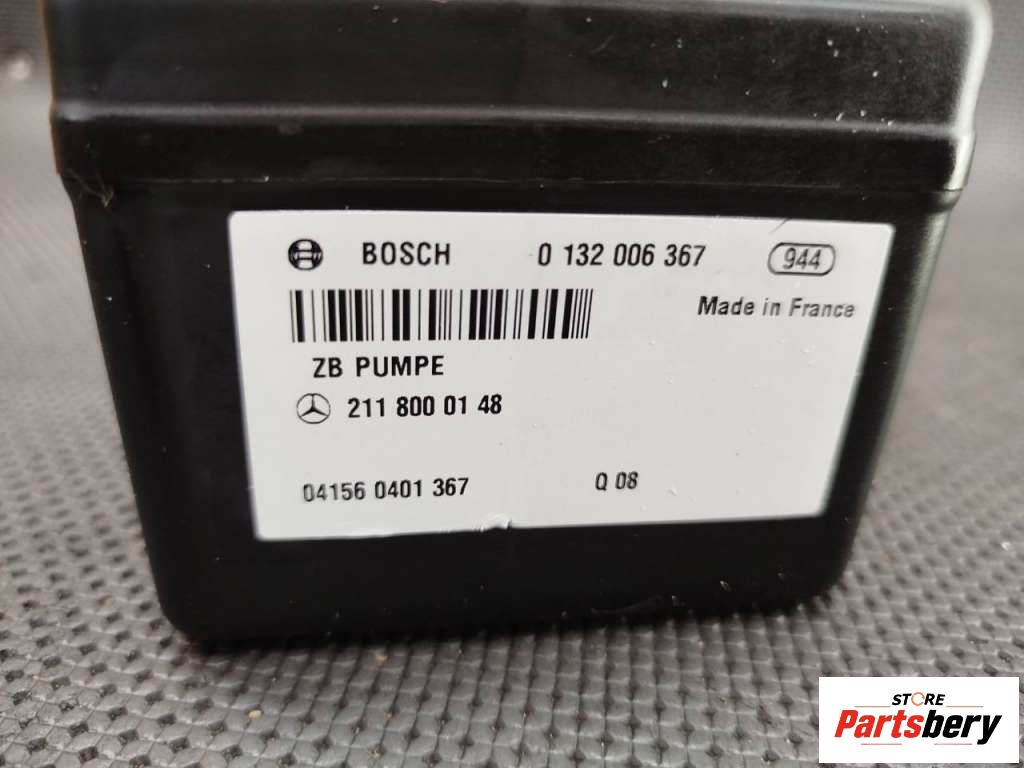 BOSCH 0 132 006 367 944
Made in France
ZB PUMPE
211 800 01 48
04156 0401 367 Q 08
STORE
Partsbery